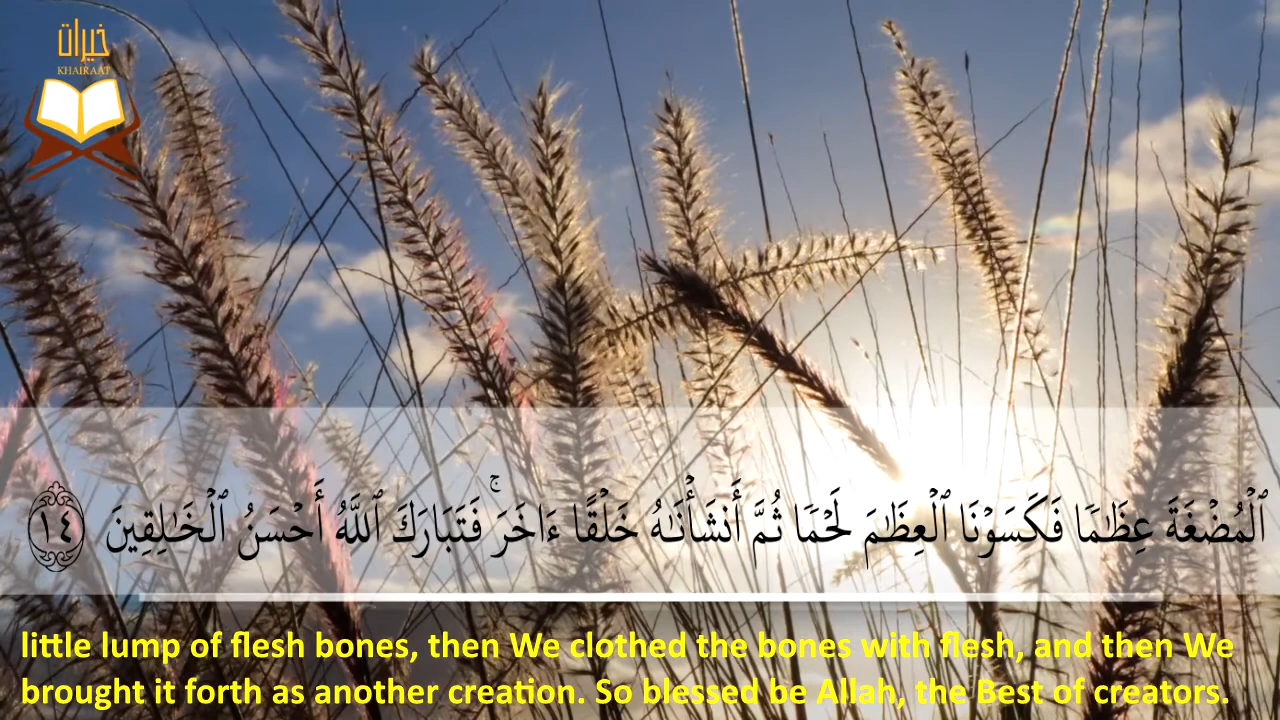 خيرات
KHAIRAAT
ٱلْمُضْغَةَ عِظَٰمًا فَكَسَوْنَا ٱلْعِظَٰمَ لَحْمًا ثُمَّ أَنشَأْنَٰهُ خَلْقًا ءَاخَرَ ۚ فَتَبَارَكَ ٱللَّهُ أَحْسَنُ ٱلْخَٰلِقِينَ ١٤
little lump of flesh bones, then We clothed the bones with flesh, and then We
brought it forth as another creation. So blessed be Allah, the Best of creators.